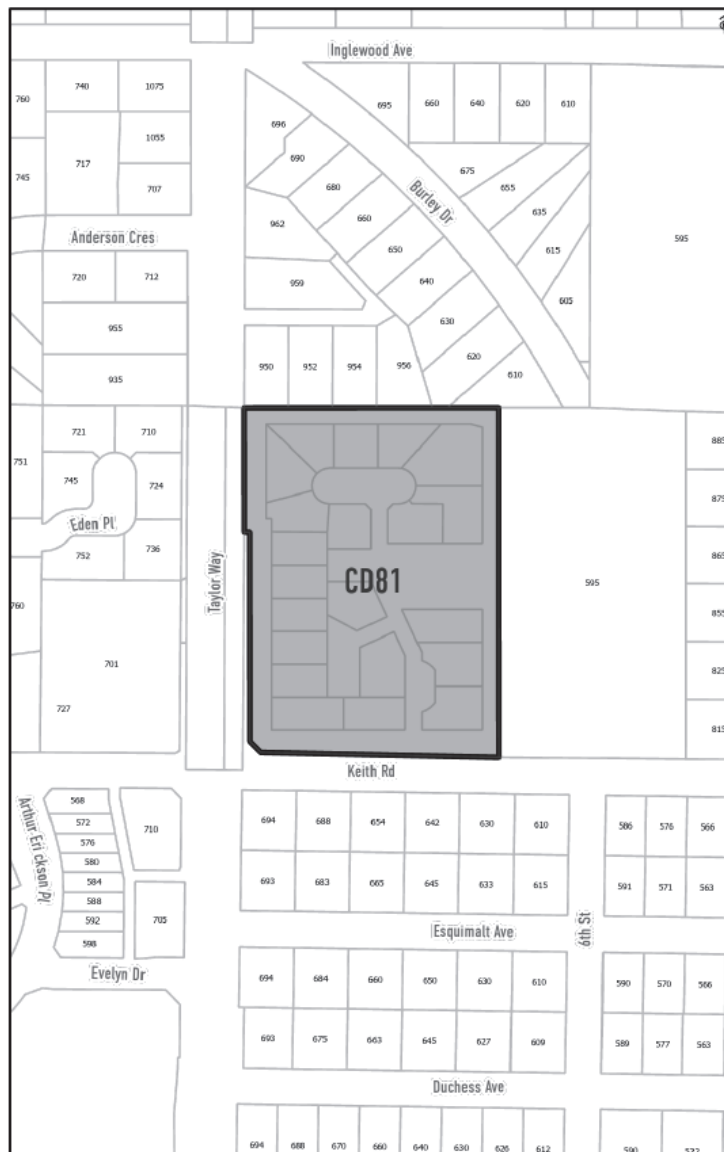 Inglewood Ave
740 1075
760
695 660 640 620 610
696
1055
717
690
675
745
707
680
655
Burley Dr
962 660
635
Anderson Cres
595
650
615
720 712
959
640
605
955
630
950 952 954 956
620
935
610
721 710
885
751
745 724
875
Eden Pl
752 736
865
Taylor Way
CD81
595
760
855
701
825
727
815
Keith Rd
568
572
576
580
584
588
592
598
Arthur Eri ckson Pl
710
705
694 688 654 642 630 610
586 576 566
693 683 665 645 633 615
591 571 563
Esquimalt Ave
6th St
Evelyn Dr
694 684 660 650 630 610
590 570 566
693 675 663 645 627 609
589 577 563
Duchess Ave
694 688 670 660 640 630 626 612
590